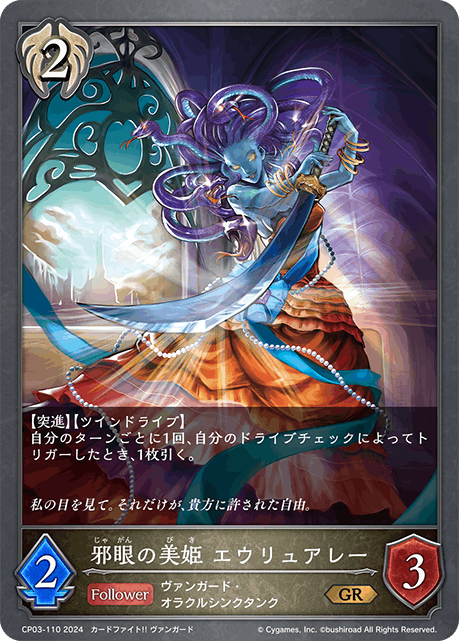 2
【突進】【ツインドライブ】
自分のターンごとに1回、自分のドライブチェックによってト
リガーしたとき、1枚引く。
私の目を見て。それだけが、貴方に許された自由。
じゃ がん び き
邪眼の美姫 エウリュアレー
2
Follower
ヴァンガード・
オラクルシンクタンク
GR
3
CP03-110 2024 カードファイト!! ヴァンガード
© Cygames, Inc. ©bushiroad All Rights Reserved.